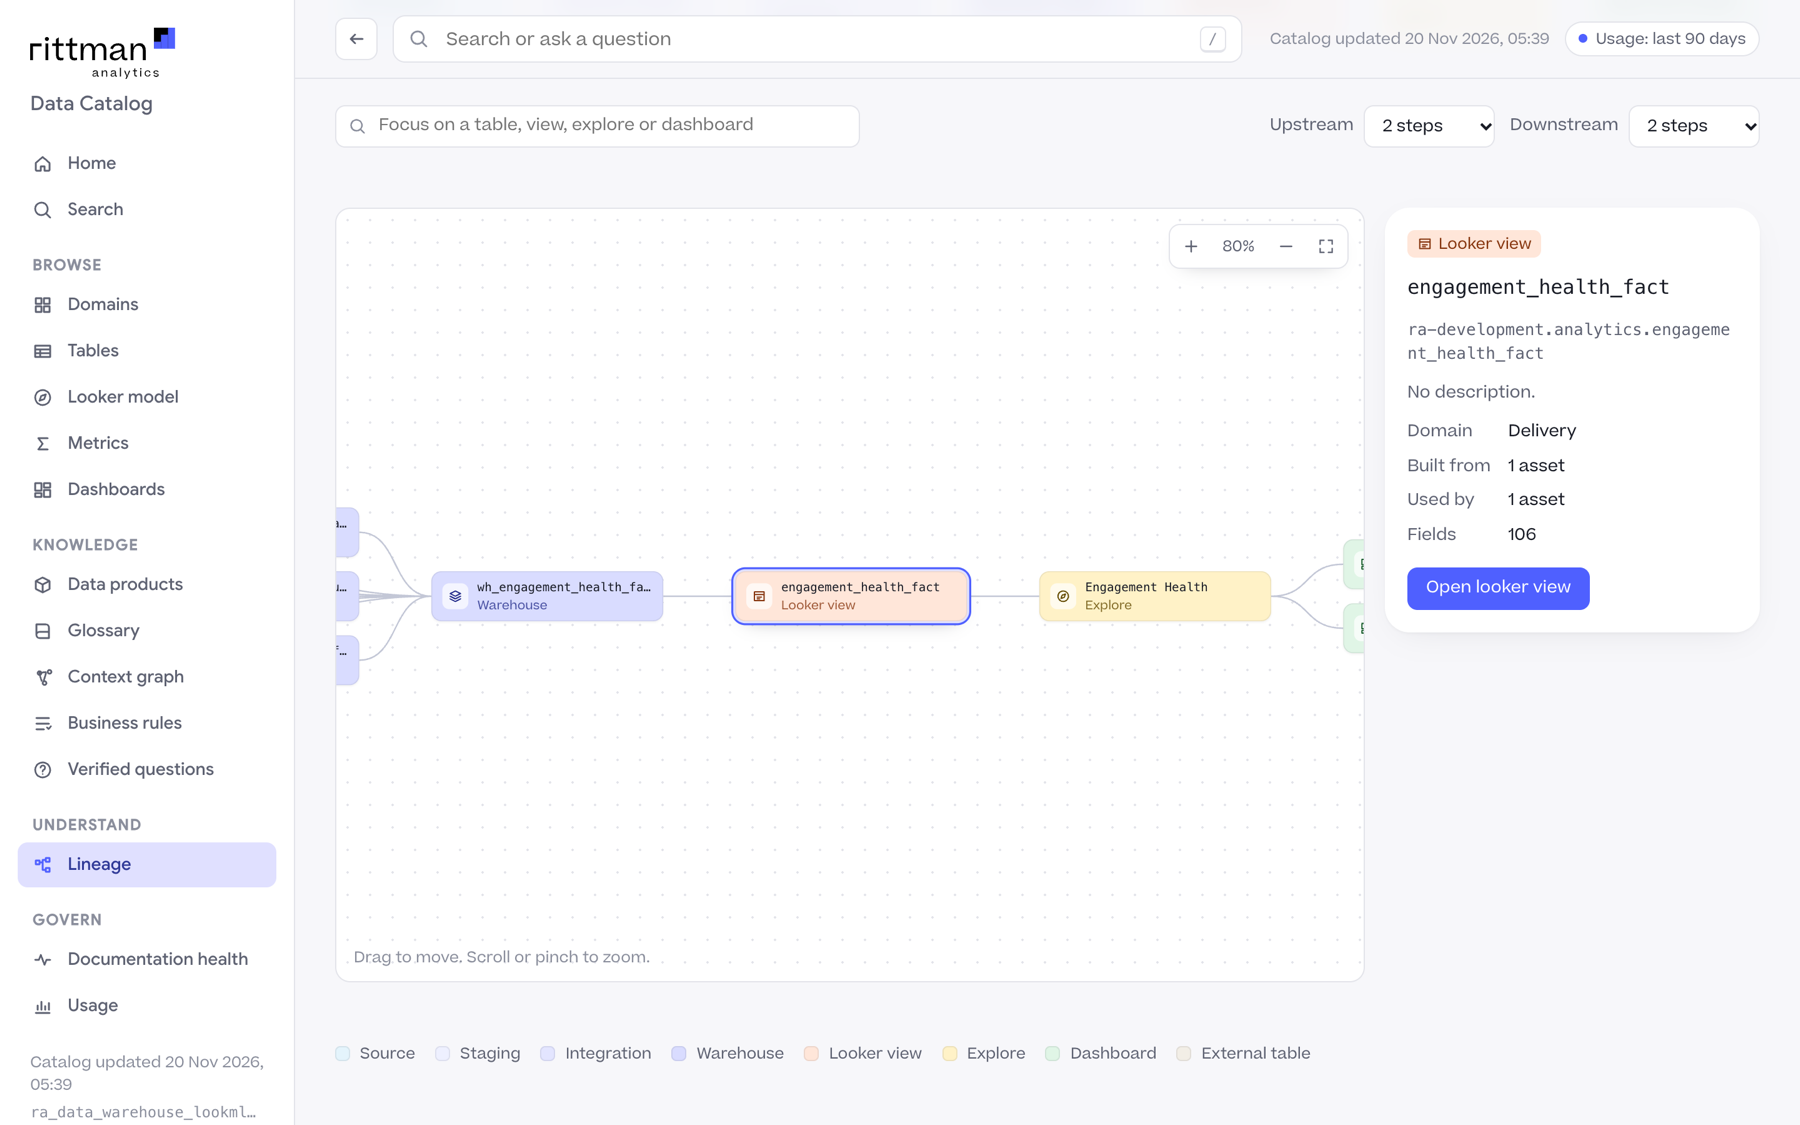 rittman
analytics
Data Catalog
Home
Search
BROWSE
Domains
Tables
Looker model
Metrics
Dashboards
KNOWLEDGE
Data products
Glossary
Context graph
Business rules
Verified questions
UNDERSTAND
Lineage
GOVERN
Documentation health
Usage
Catalog updated 20 Nov 2026,
05:39
ra_data_warehouse_lookml…
Search or ask a question
/
Catalog updated 20 Nov 2026, 05:39
Usage: last 90 days
Focus on a table, view, explore or dashboard
Upstream
2 steps
Downstream
2 steps
80%
a…
u…
f…
wh_engagement_health_fa…
Warehouse
engagement_health_fact
Looker view
Engagement Health
Explore
Drag to move. Scroll or pinch to zoom.
Looker view
engagement_health_fact
ra-development.analytics.engageme
nt_health_fact
No description.
Domain Delivery
Built from 1 asset
Used by 1 asset
Fields 106
Open looker view
Source
Staging
Integration
Warehouse
Looker view
Explore
Dashboard
External table